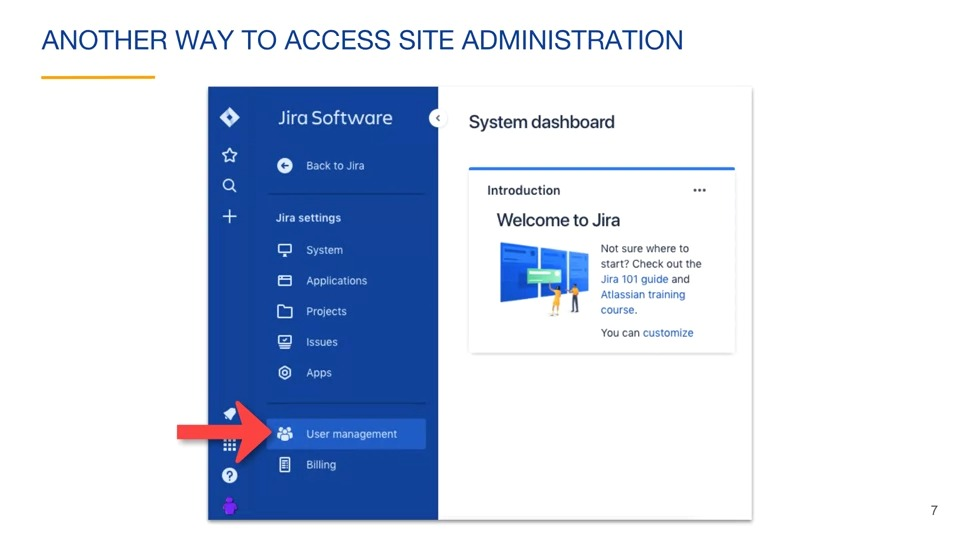 ANOTHER WAY TO ACCESS SITE ADMINISTRATION
Jira Software
Back to Jira
Jira settings
System
Applications
Projects
Issues
Apps
User management
Billing
?
System dashboard
Introduction
Welcome to Jira
Not sure where to
start? Check out the
Jira 101 guide and
Atlassian training
course.
You can customize
7